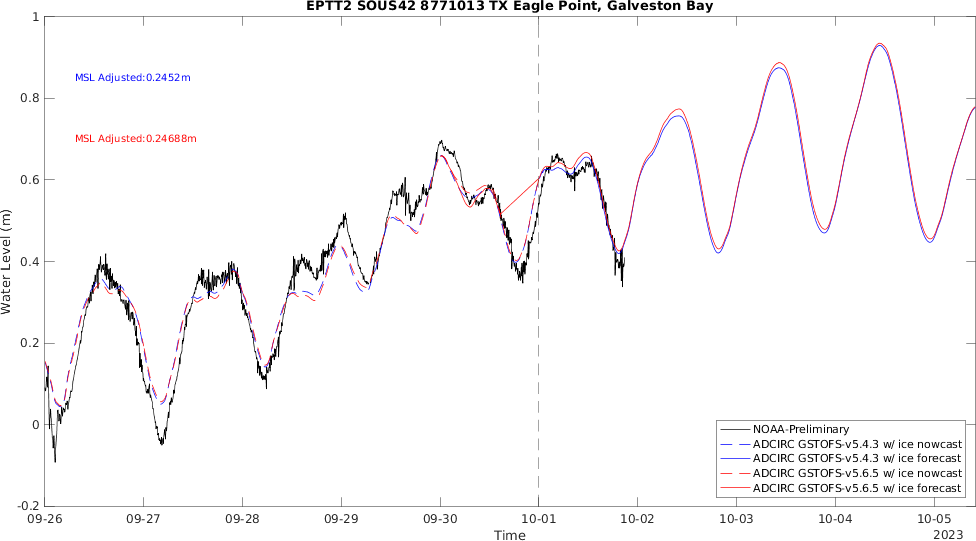 EPTT2 SOUS42 8771013 TX Eagle Point, Galveston Bay
1
MSL Adjusted:0.2452m
0.8
MSL Adjusted:0.24688m
0.6
0.4
0.2
0
-0.2
Water Level (m)
NOAA-Preliminary
ADCIRC GSTOFS-v5.4.3 w/ ice nowcast
ADCIRC GSTOFS-v5.4.3 w/ ice forecast
ADCIRC GSTOFS-v5.6.5 w/ ice nowcast
ADCIRC GSTOFS-v5.6.5 w/ ice forecast
09-26 09-27 09-28 09-29 09-30 10-01 10-02 10-03 10-04 10-05
Time
2023